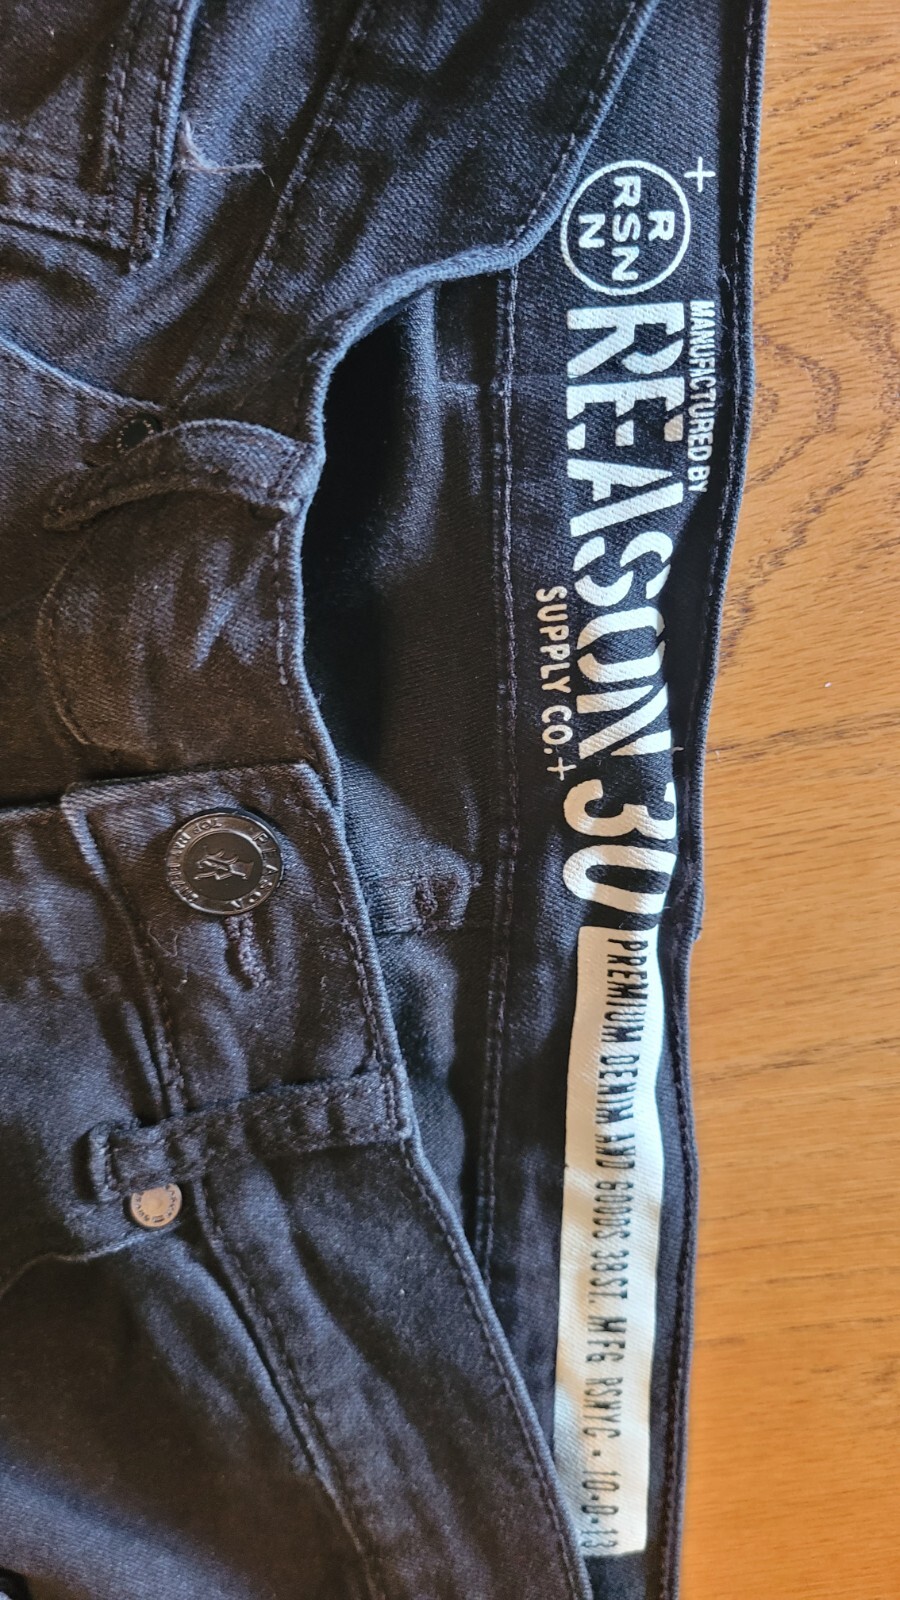 R
RSN
N
MANUFACTURED BY
REASON 30
SUPPLY CO.
PREMIUM DENIM AND GOODS 38ST. MFG RSNYC • 10-0-13